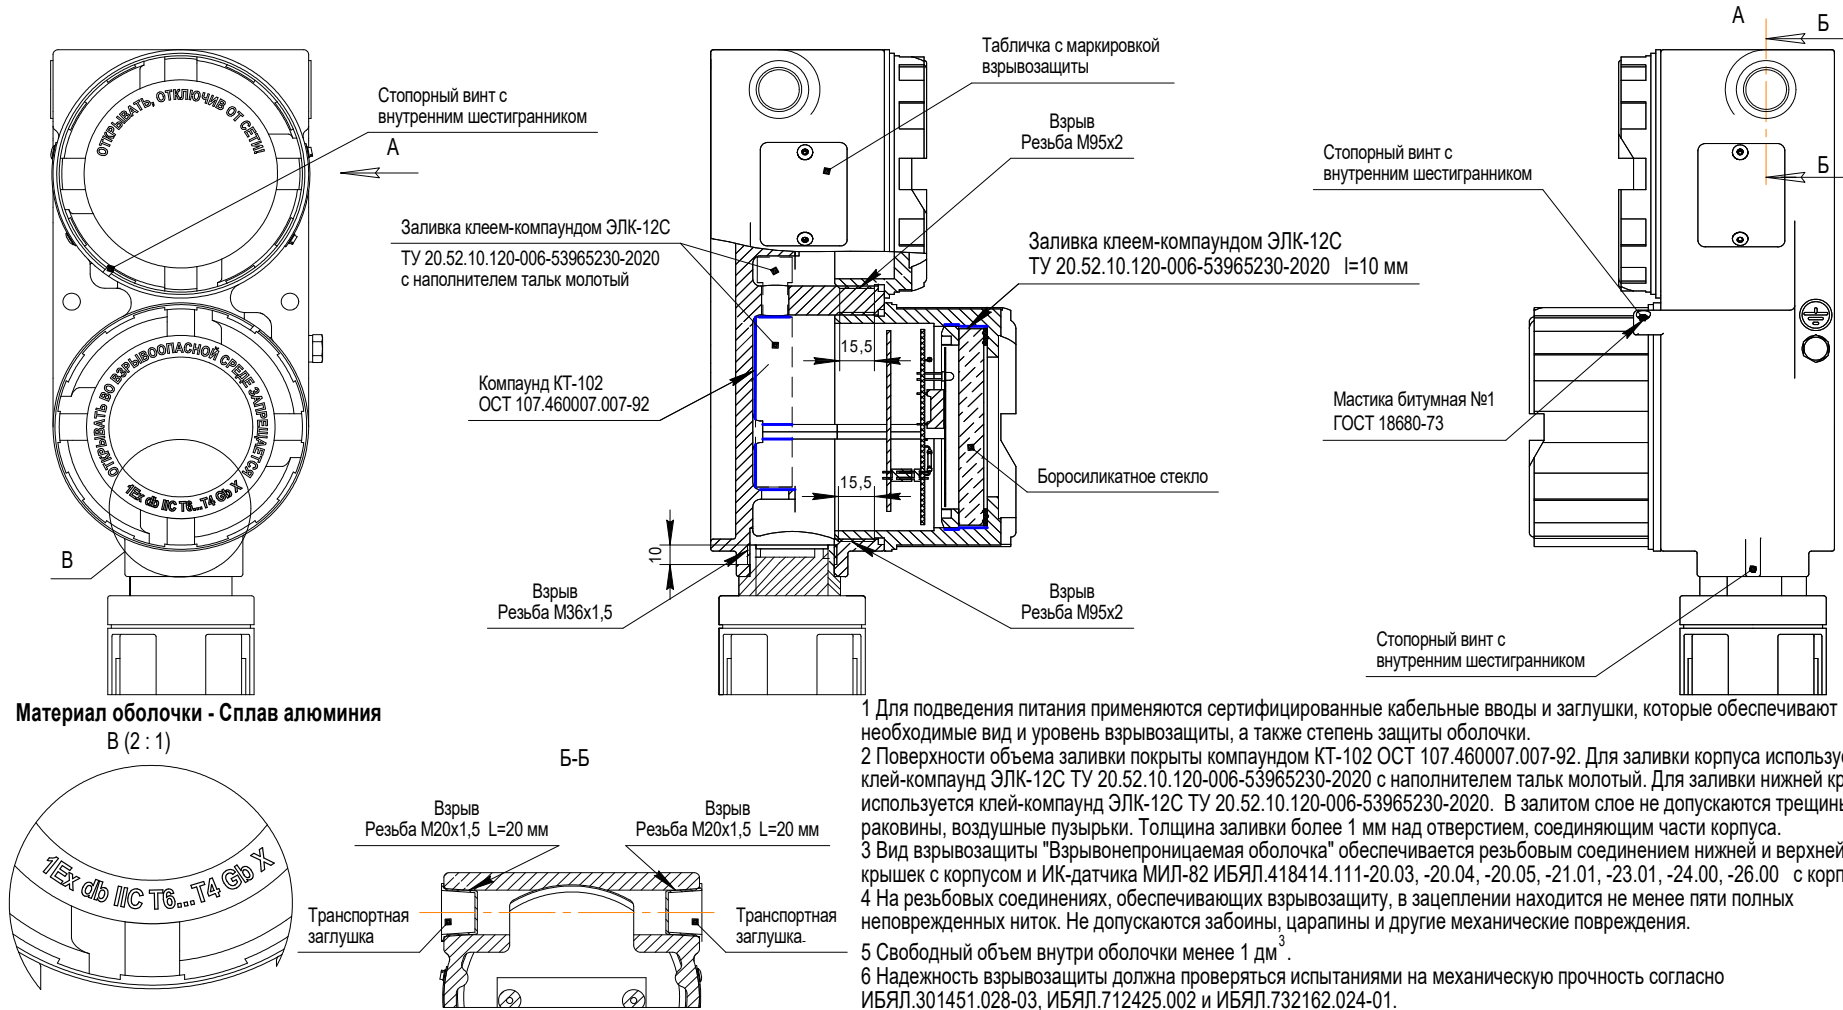 ОТКРЫВАТЬ, ОТКЛЮЧИВ ОТ СЕТИ!
ОТКРЫВАТЬ ВО ВЗРЫВООПАСНОЙ СРЕДЕ ЗАПРЕЩАЕТСЯ
1Ex db IIC T6...T4 Gb X
Стопорный винт с
внутренним шестигранником
А
В
Заливка клеем-компаундом ЭЛК-12С
ТУ 20.52.10.120-006-53965230-2020
с наполнителем тальк молотый
Компаунд КТ-102
ОСТ 107.460007.007-92
Табличка с маркировкой
взрывозащиты
Взрыв
Резьба М95х2
Заливка клеем-компаундом ЭЛК-12С
ТУ 20.52.10.120-006-53965230-2020 l=10 мм
15,5
15,5
10
Боросиликатное стекло
Взрыв
Резьба М36х1,5
Взрыв
Резьба М95х2
А
Б
Б
Стопорный винт с
внутренним шестигранником
Мастика битумная №1
ГОСТ 18680-73
Стопорный винт с
внутренним шестигранником
Материал оболочки - Сплав алюминия
В (2 : 1)
1Ex db IIC T6...T4 Gb X
Б-Б
Взрыв
Резьба М20х1,5 L=20 мм
Взрыв
Резьба М20х1,5 L=20 мм
Транспортная
заглушка
Транспортная
заглушка
1 Для подведения питания применяются сертифицированные кабельные вводы и заглушки, которые обеспечивают
необходимые вид и уровень взрывозащиты, а также степень защиты оболочки.
2 Поверхности объема заливки покрыты компаундом КТ-102 ОСТ 107.460007.007-92. Для заливки корпуса используе
клей-компаунд ЭЛК-12С ТУ 20.52.10.120-006-53965230-2020 с наполнителем тальк молотый. Для заливки нижней кр
используется клей-компаунд ЭЛК-12С ТУ 20.52.10.120-006-53965230-2020. В залитом слое не допускаются трещины
раковины, воздушные пузырьки. Толщина заливки более 1 мм над отверстием, соединяющим части корпуса.
3 Вид взрывозащиты "Взрывонепроницаемая оболочка" обеспечивается резьбовым соединением нижней и верхней
крышек с корпусом и ИК-датчика МИЛ-82 ИБЯЛ.418414.111-20.03, -20.04, -20.05, -21.01, -23.01, -24.00, -26.00 с корп
4 На резьбовых соединениях, обеспечивающих взрывозащиту, в зацеплении находится не менее пяти полных
неповрежденных ниток. Не допускаются забоины, царапины и другие механические повреждения.
5 Свободный объем внутри оболочки менее 1 дм³.
6 Надежность взрывозащиты должна проверяться испытаниями на механическую прочность согласно
ИБЯЛ.301451.028-03, ИБЯЛ.712425.002 и ИБЯЛ.732162.024-01.